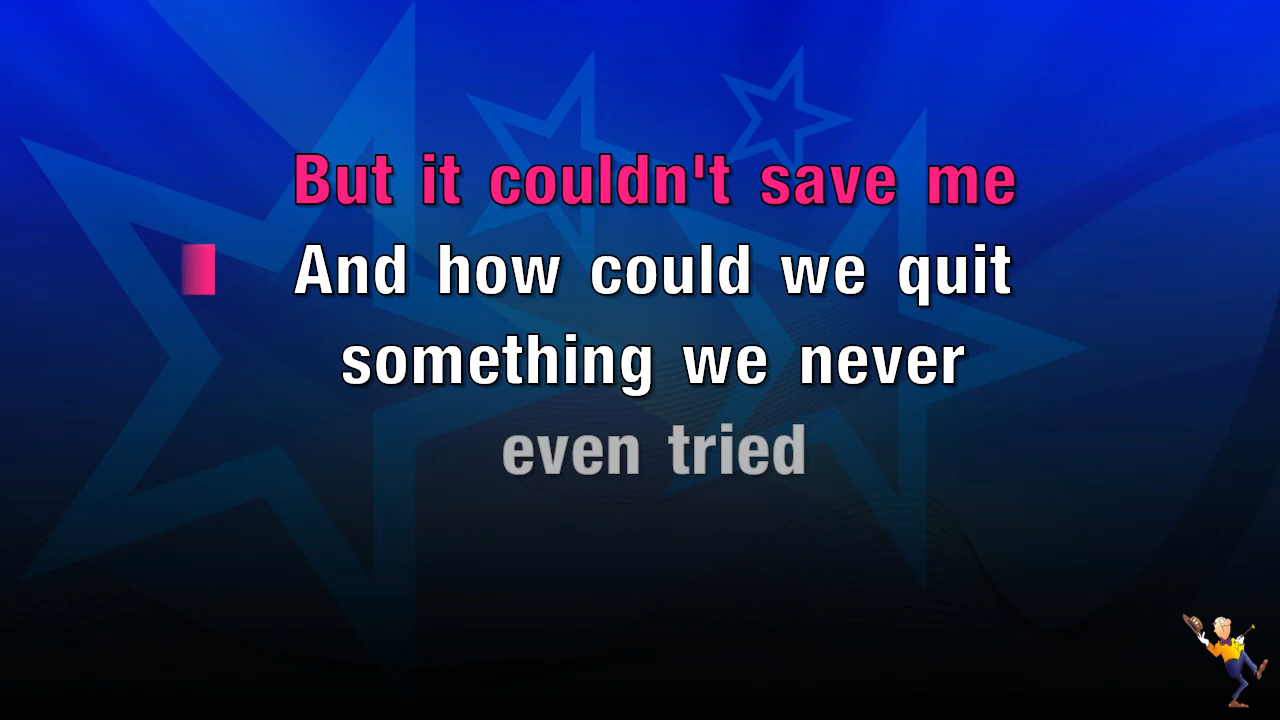 But it couldn't save me
And how could we quit
something we never
even tried